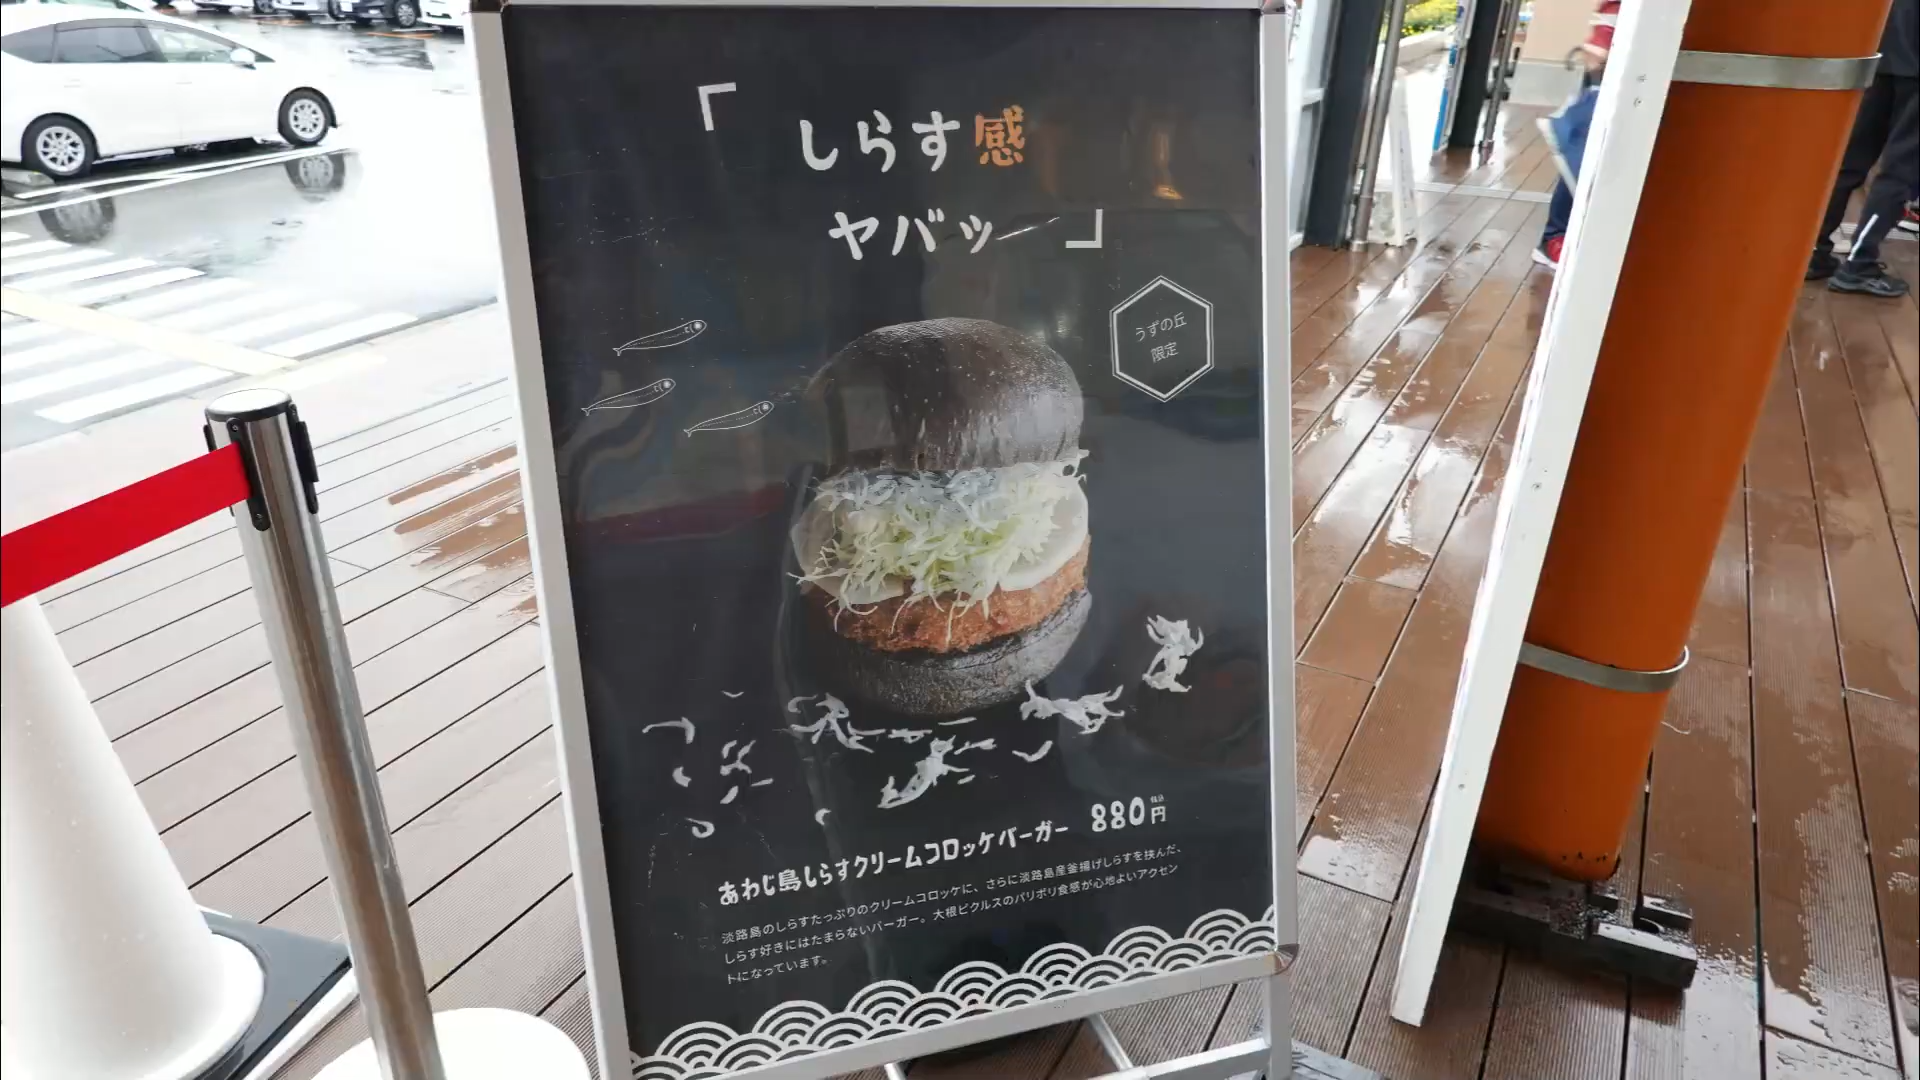 「しらす感
ヤバッ」
うずの丘
限定
あわじ島しらすクリームコロッケバーガー 880円
税込
淡路島のしらすたっぷりのクリームコロッケに、さらに淡路島産釜揚げしらすを挟んだ、
しらす好きにはたまらないバーガー。大根ピクルスのパリポリ食感が心地よいアクセン
トになっています。